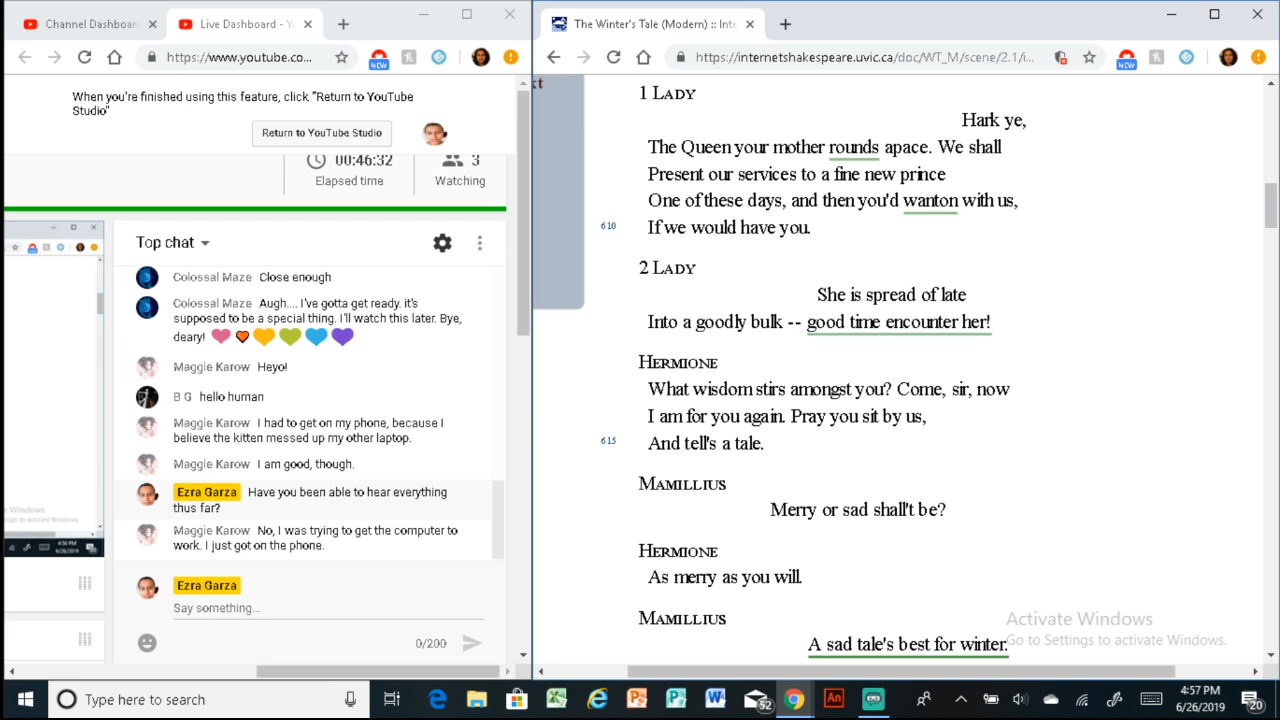 Channel Dashboar
Live Dashboard - Yo
https://www.youtube.co...
NEW
When you're finished using this feature, click "Return to YouTube
Studio"
Return to YouTube Studio
00:46:32
Elapsed time
3
Watching
Top chat
Colossal Maze Close enough
Colossal Maze Augh.... I've gotta get ready. it's
supposed to be a special thing. I'll watch this later. Bye,
deary!
Maggie Karow Heyo!
B G hello human
Maggie Karow I had to get on my phone, because I
believe the kitten messed up my other laptop.
Maggie Karow I am good, though.
Ezra Garza Have you been able to hear everything
thus far?
Maggie Karow No, I was trying to get the computer to
work. I just got on the phone.
Ezra Garza
Say something...
0/200
The Winter's Tale (Modern) :: Inte
https://internetshakespeare.uvic.ca/doc/WT_M/scene/2.1/i...
NEW
xt
1 LADY
Hark ye,
The Queen your mother rounds apace. We shall
Present our services to a fine new prince
One of these days, and then you'd wanton with us,
610 If we would have you.
2 LADY
She is spread of late
Into a goodly bulk -- good time encounter her!
HERMIONE
What wisdom stirs amongst you? Come, sir, now
I am for you again. Pray you sit by us,
615 And tell's a tale.
MAMILLIUS
Merry or sad shall't be?
HERMIONE
As merry as you will.
MAMILLIUS
A sad tale's best for winter.
Activate Windows
Go to Settings to activate Windows.
Type here to search
52
4:57 PM
6/26/2019
20